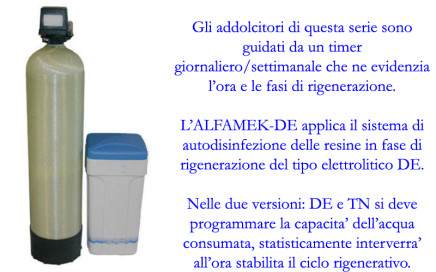 Gli addolcitori di questa serie sono
guidati da un timer
giornaliero/settimanale che ne evidenzia
l'ora e le fasi di rigenerazione.
L'ALFAMEK-DE applica il sistema di
autodisinfezione delle resine in fase di
rigenerazione del tipo elettrolitico DE.
Nelle due versioni: DE e TN si deve
programmare la capacita' dell'acqua
consumata, statisticamente interverra'
all'ora stabilita il ciclo rigenerativo.